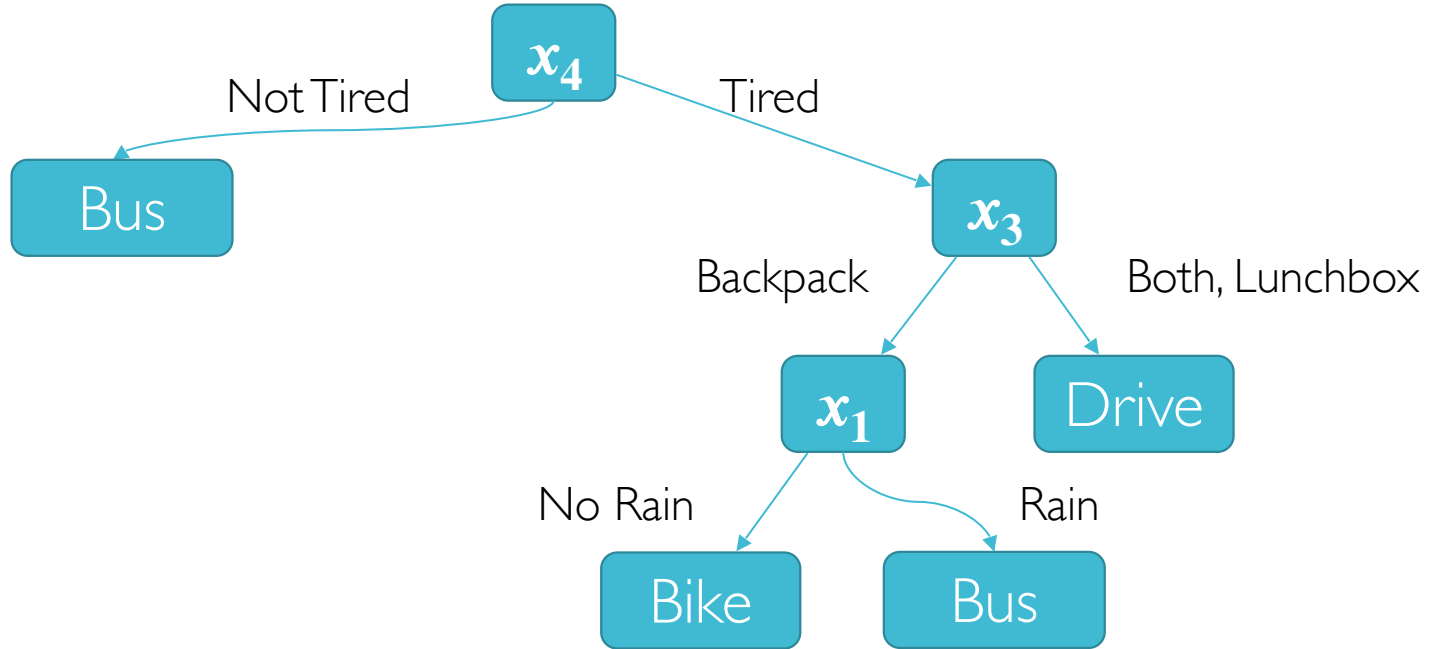 x4
Not Tired
Tired
Bus
x3
Backpack
Both, Lunchbox
x1
Drive
No Rain
Rain
Bike
Bus